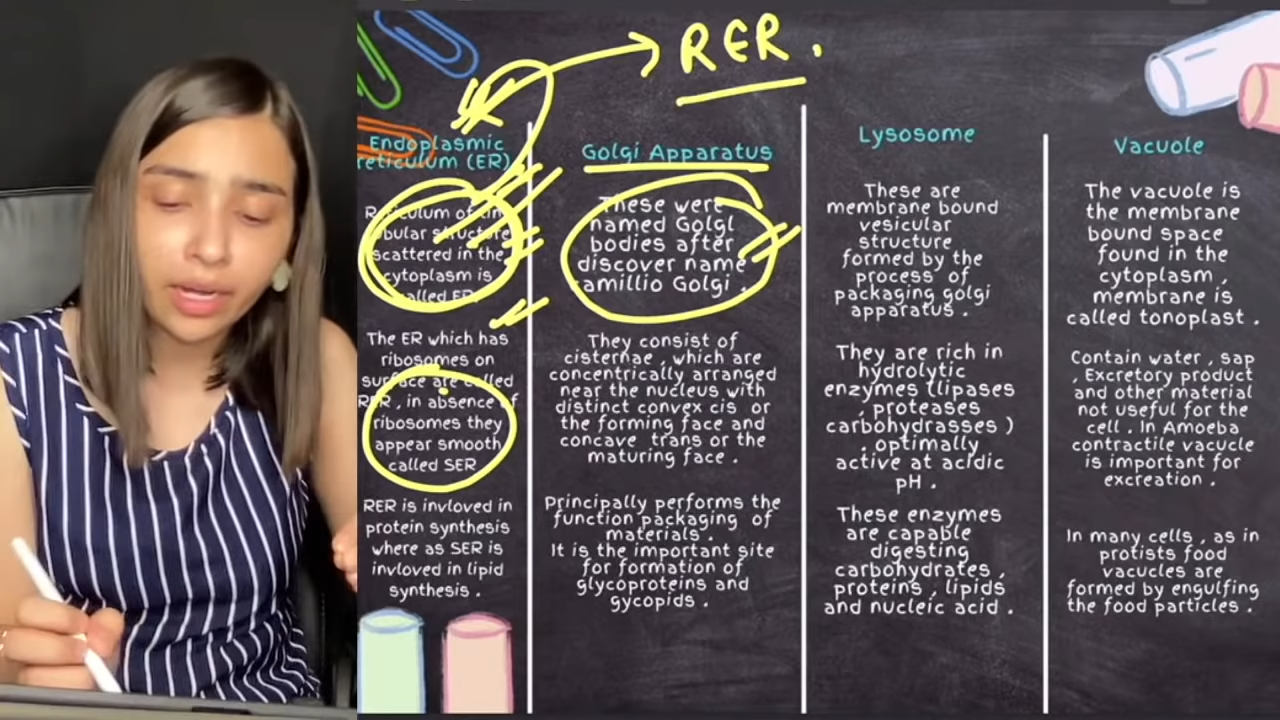 RER.
Endoplasmic
reticulum (ER)
scattered in the
cytoplasm is
called ER
The ER which has
ribosomes on
surface are called
RER , in absence of
ribosomes they
appear smooth
called SER
RER is invloved in
protein synthesis
where as SER is
invloved in lipid
synthesis .
Golgi Apparatus
These were
named Golgi
bodies after
discover name
amillio Golgi .
They consist of
cisternae , which are
concentrically arranged
near the nucleus with
distinct convex cis or
the forming face and
concave trans or the
maturing face .
Principally performs the
function packaging of
materials .
It is the important site
for formation of
glycoproteins and
gycopids .
Lysosome
These are
membrane bound
vesicular
structure
formed by the
process of
packaging golgi
apparatus .
They are rich in
hydrolytic
enzymes (lipases
, proteases
carbohydrasses )
, optimally
active at acidic
pH .
These enzymes
are capable
digesting
carbohydrates ,
proteins , lipids
and nucleic acid .
Vacuole
The vacuole is
the membrane
bound space
found in the
cytoplasm ,
membrane is
called tonoplast .
Contain water , sap
, Excretory product
and other material
not useful for the
cell . In Amoeba
contractile vacucle
is important for
excreation .
In many cells , as in
protists food
vacucles are
formed by engulfing
the food particles .